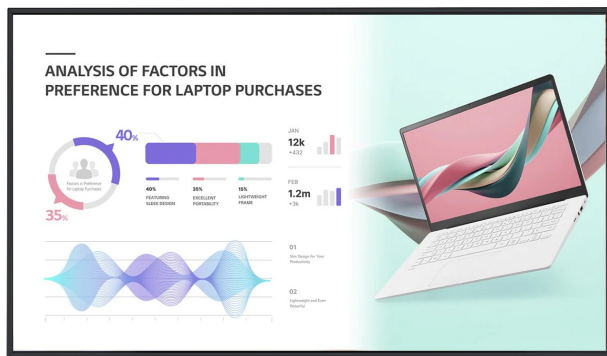 ANALYSIS OF FACTORS IN
PREFERENCE FOR LAPTOP PURCHASES
40%
Factors in Preference
for Laptop Purchases
35%
40%
FEATURING
SLEEK DESIGN
35%
EXCELLENT
PORTABILITY
15%
LIGHTWEIGHT
FRAME
JAN
12k
+432
FEB
1.2m
+3k
01
Slim Design for Your
Productivity
02
Lightweight and Even
Powerful